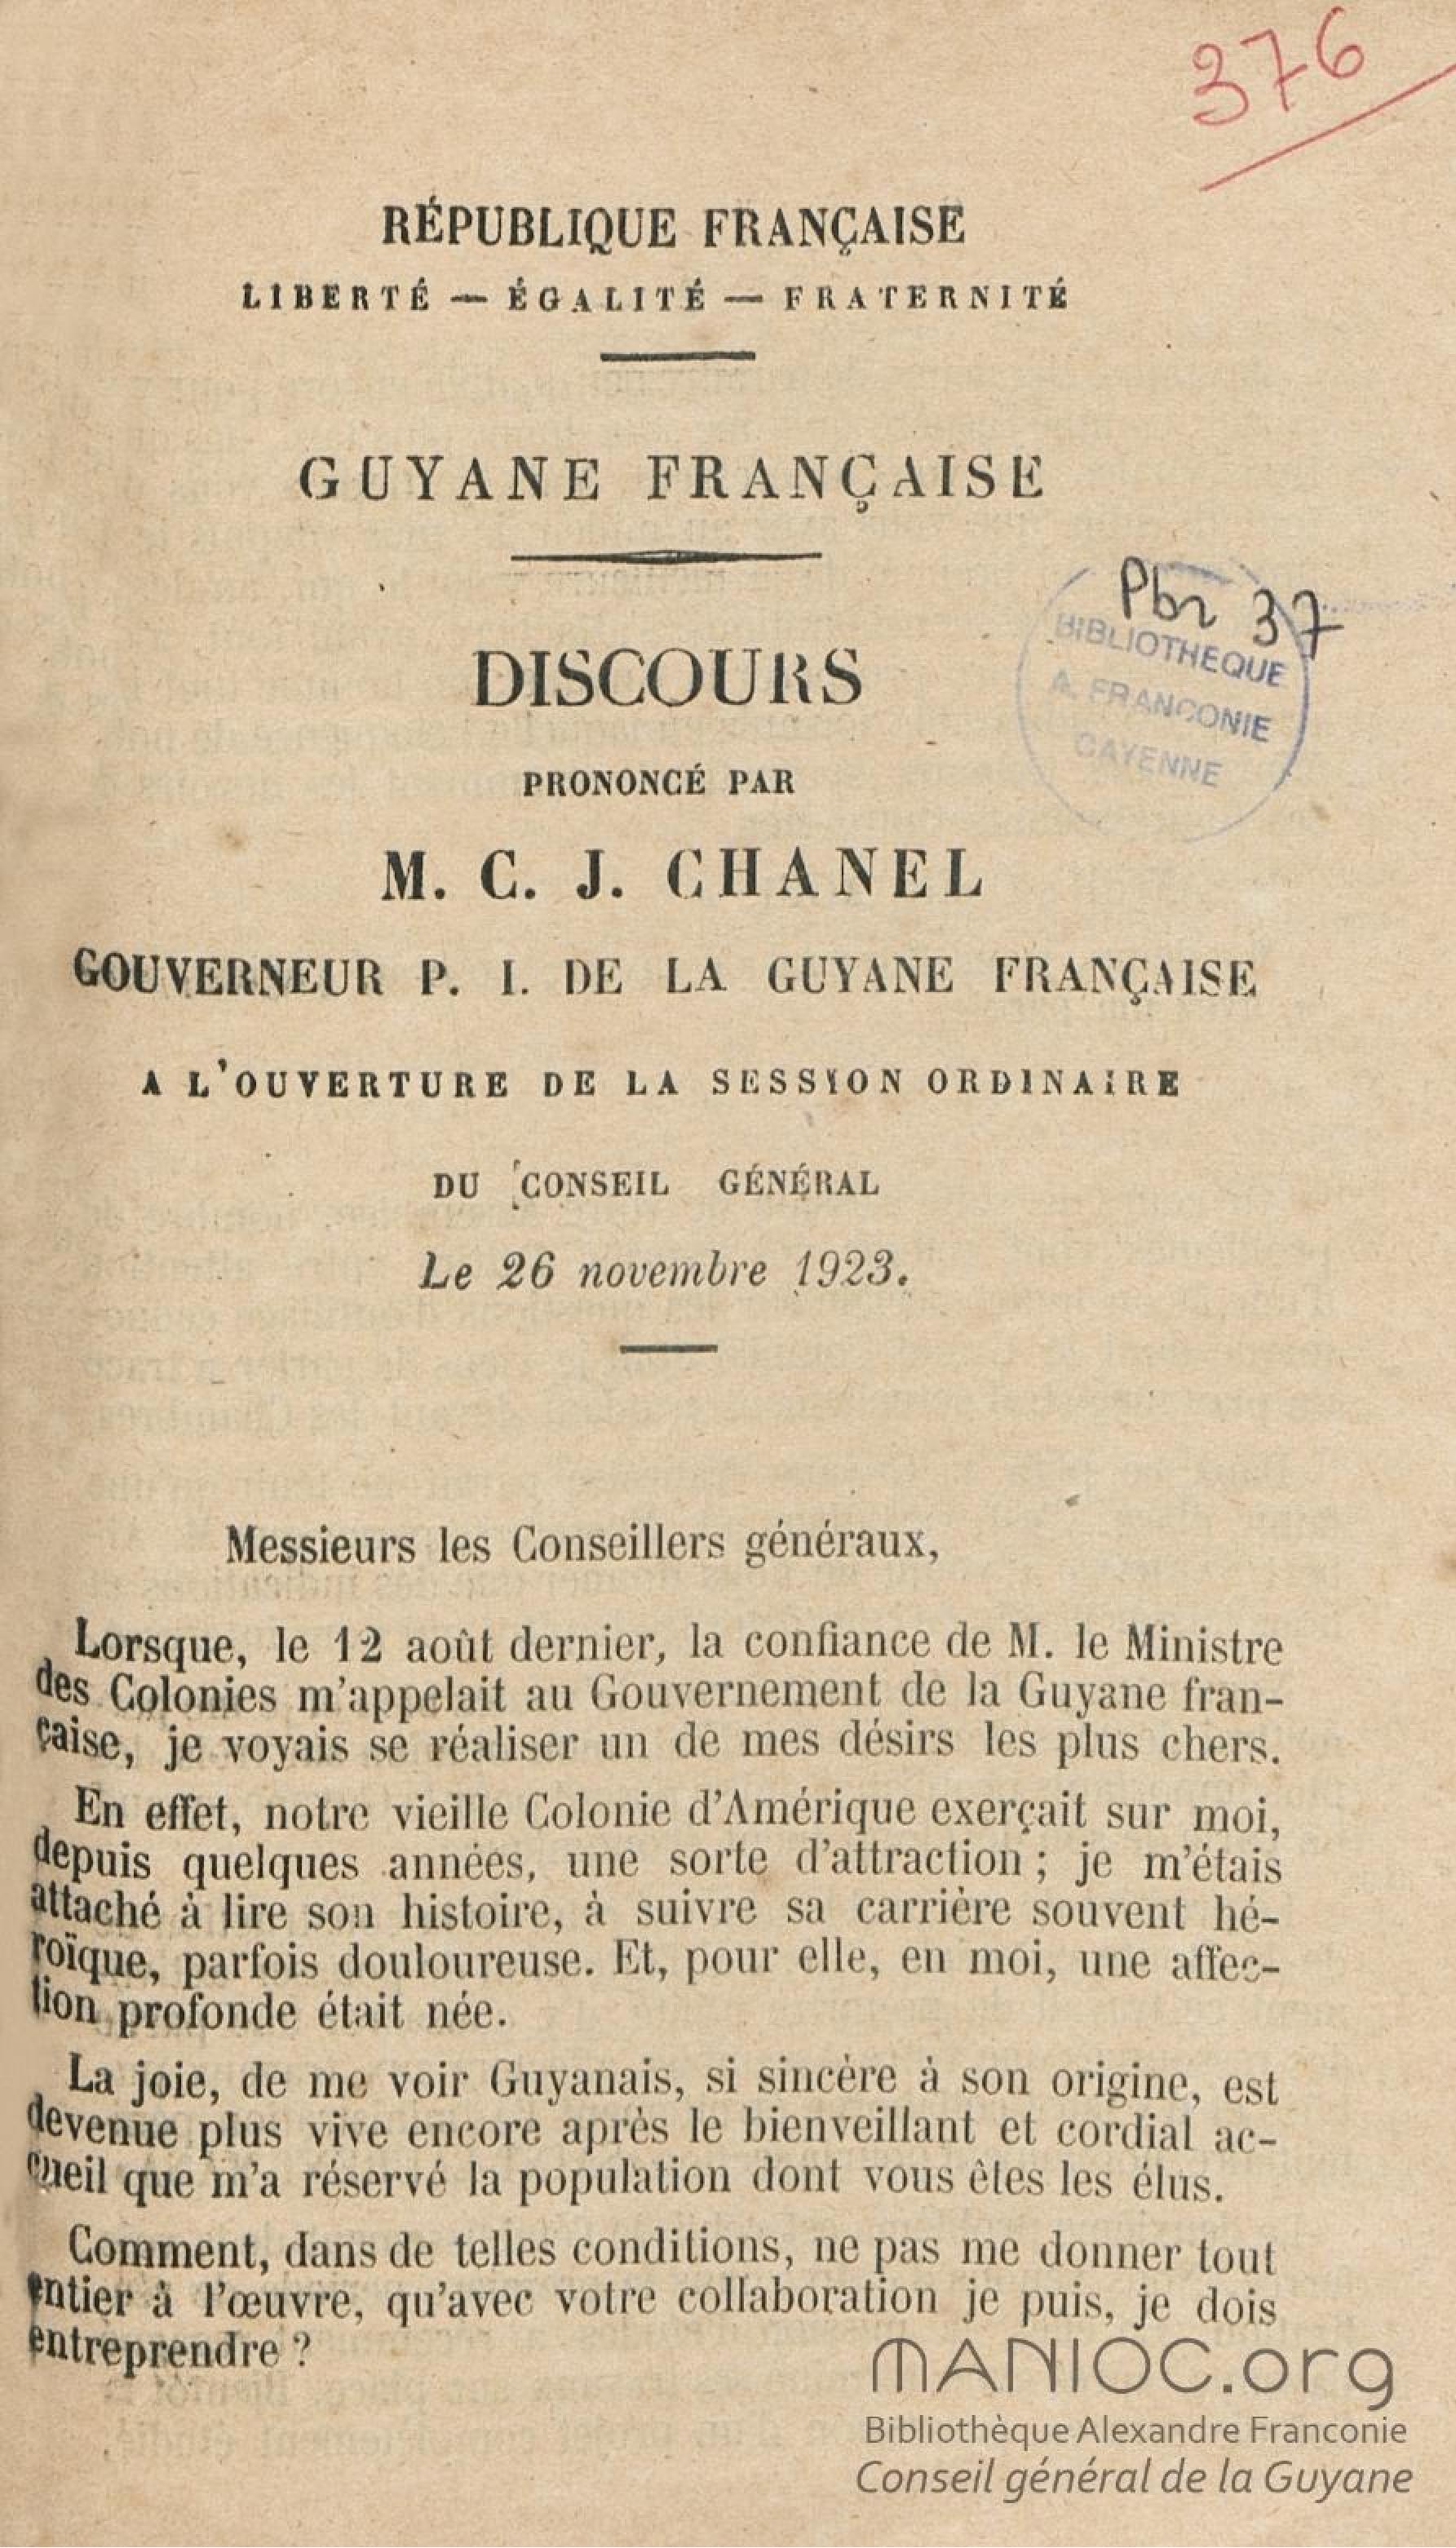 376
RÉPUBLIQUE FRANÇAISE
LIBERTÉ — ÉGALITÉ — FRATERNITÉ
GUYANE FRANÇAISE
Pbr 37
BIBLIOTHEQUE
A. FRANCONIE
CAYENNE
DISCOURS
PRONONCÉ PAR
M. C. J. CHANEL
GOUVERNEUR P. I. DE LA GUYANE FRANÇAISE
A L'OUVERTURE DE LA SESSION ORDINAIRE
DU CONSEIL GÉNÉRAL
Le 26 novembre 1923.
Messieurs les Conseillers généraux,
Lorsque, le 12 août dernier, la confiance de M. le Ministre
des Colonies m'appelait au Gouvernement de la Guyane fran-
çaise, je voyais se réaliser un de mes désirs les plus chers.
En effet, notre vieille Colonie d'Amérique exerçait sur moi,
depuis quelques années, une sorte d'attraction ; je m'étais
attaché à lire son histoire, à suivre sa carrière souvent hé-
roïque, parfois douloureuse. Et, pour elle, en moi, une affec-
tion profonde était née.
La joie, de me voir Guyanais, si sincère à son origine, est
devenue plus vive encore après le bienveillant et cordial ac-
cueil que m'a réservé la population dont vous êtes les élus.
Comment, dans de telles conditions, ne pas me donner tout
entier à l'œuvre, qu'avec votre collaboration je puis, je dois
entreprendre ?
MANIOC.org
Bibliothèque Alexandre Franconie
Conseil général de la Guyane